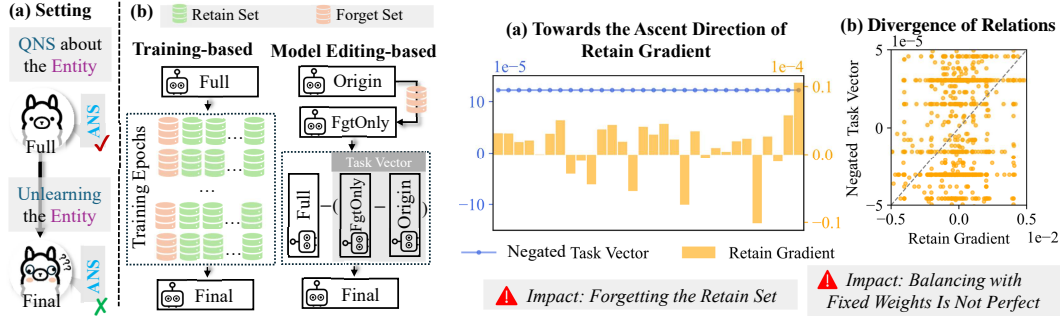 (a) Setting
QNS about
the Entity
Full
ANS
Unlearning
the Entity
???
Final
ANS
(b)
Retain Set
Forget Set
Training-based
Full
Training Epochs
...
...
...
...
...
Final
Model Editing-based
Origin
FgtOnly
Task Vector
Full
−(
FgtOnly
−
Origin
)
Final
(a) Towards the Ascent Direction of
Retain Gradient
1e-5
1e-4
10
5
0
−5
−10
0.1
0.0
−0.1
Negated Task Vector
Retain Gradient
Impact: Forgetting the Retain Set
(b) Divergence of Relations
1e-5
Negated Task Vector
5
0
−5
−0.5
0.0
0.5
Retain Gradient
1e-2
Impact: Balancing with
Fixed Weights Is Not Perfect